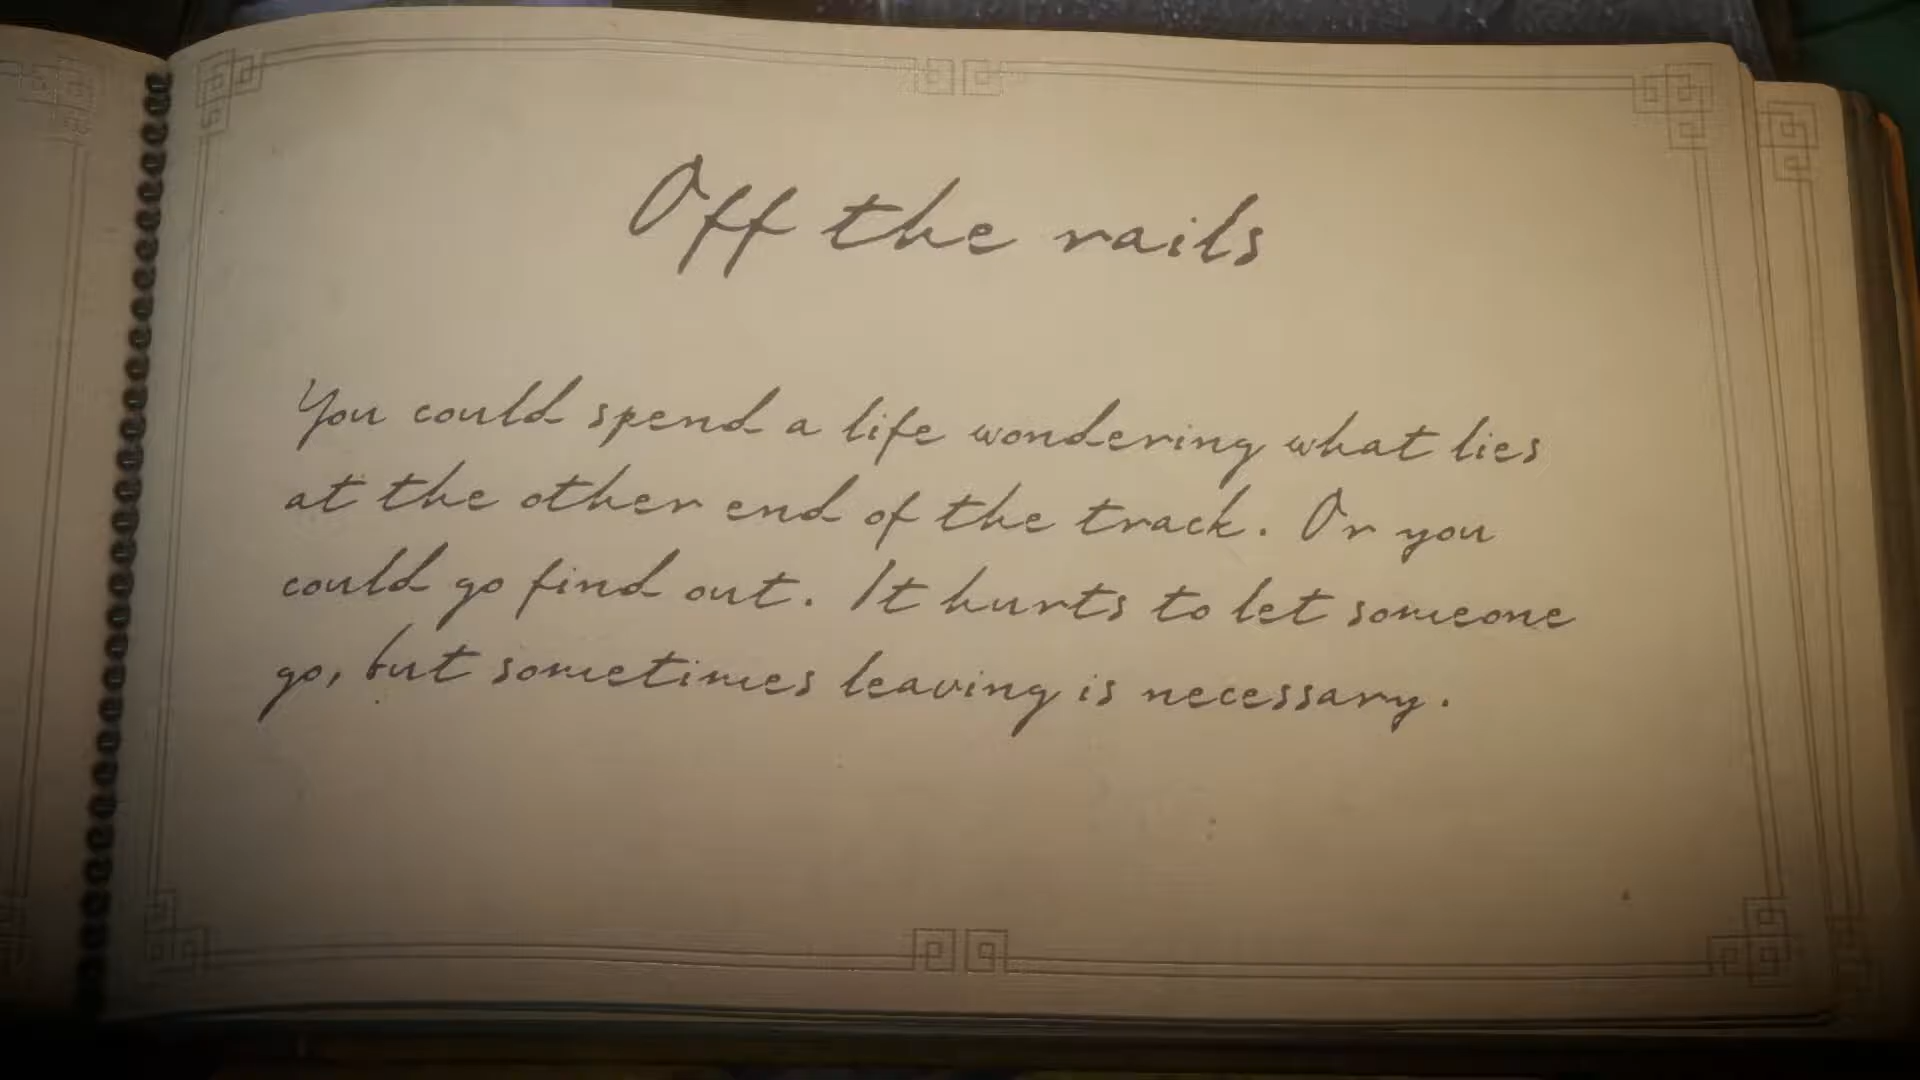 Off the rails
You could spend a life wondering what lies
at the other end of the track. Or you
could go find out. It hurts to let someone
go, but sometimes leaving is necessary.